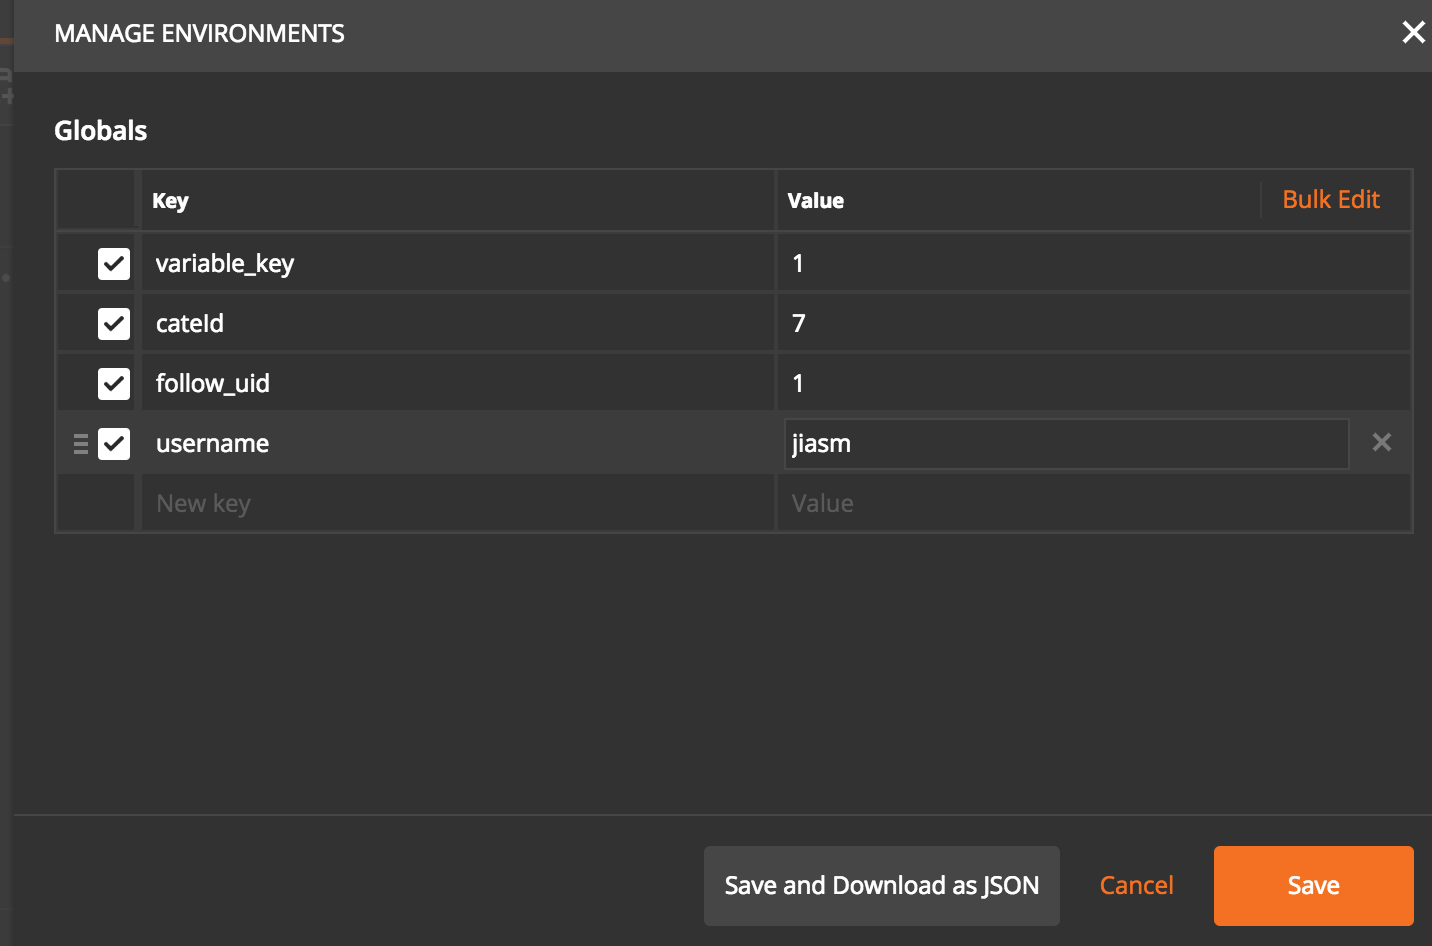 MANAGE ENVIRONMENTS
Globals
Key Value Bulk Edit
variable_key 1
cateId 7
follow_uid 1
username jiasm
New key Value
Save and Download as JSON Cancel Save